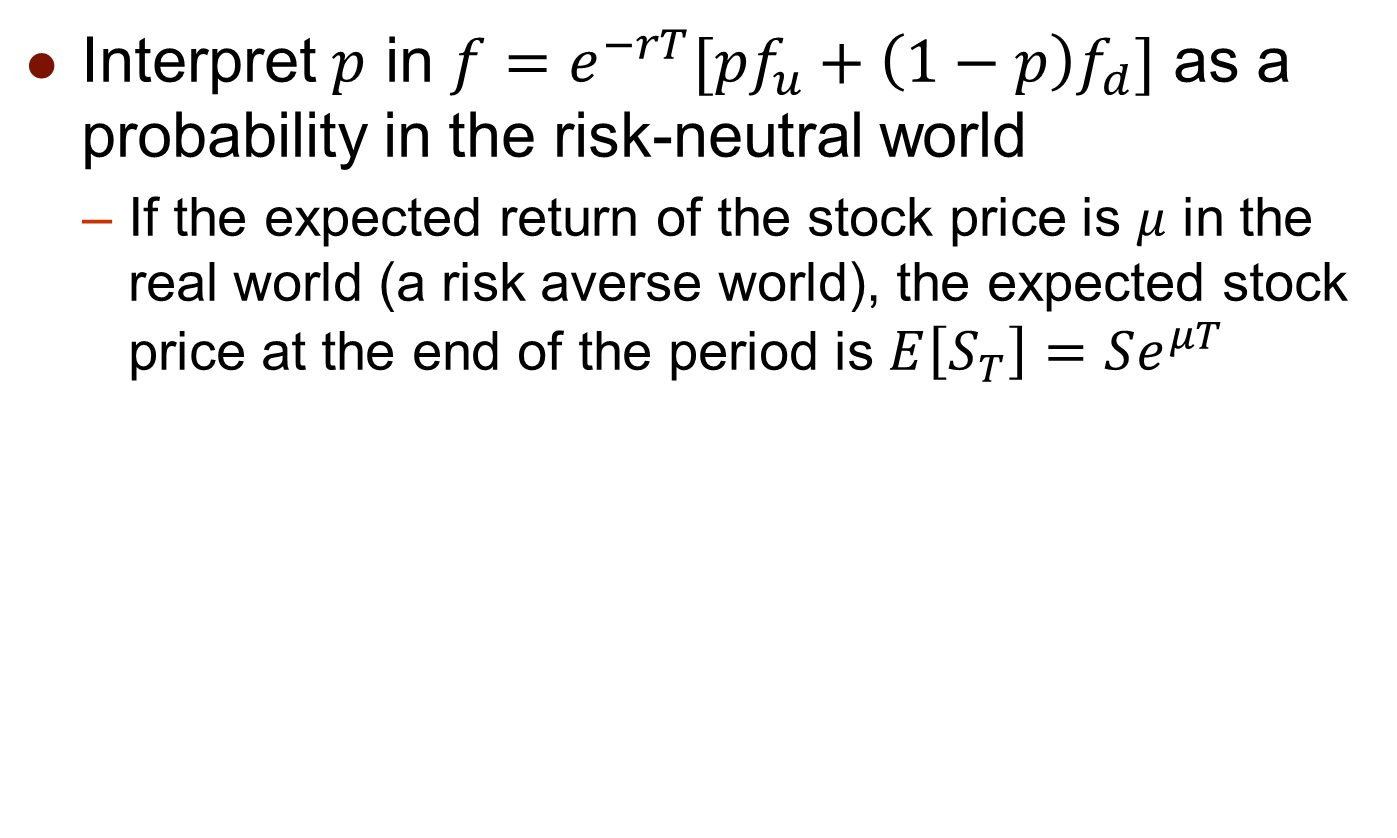 • Interpret 𝑝 in 𝑓 = 𝑒^{−𝑟𝑇}[𝑝𝑓_𝑢 + (1 − 𝑝)𝑓_𝑑] as a
probability in the risk-neutral world
– If the expected return of the stock price is 𝜇 in the
real world (a risk averse world), the expected stock
price at the end of the period is 𝐸[𝑆_𝑇] = 𝑆𝑒^{𝜇𝑇}